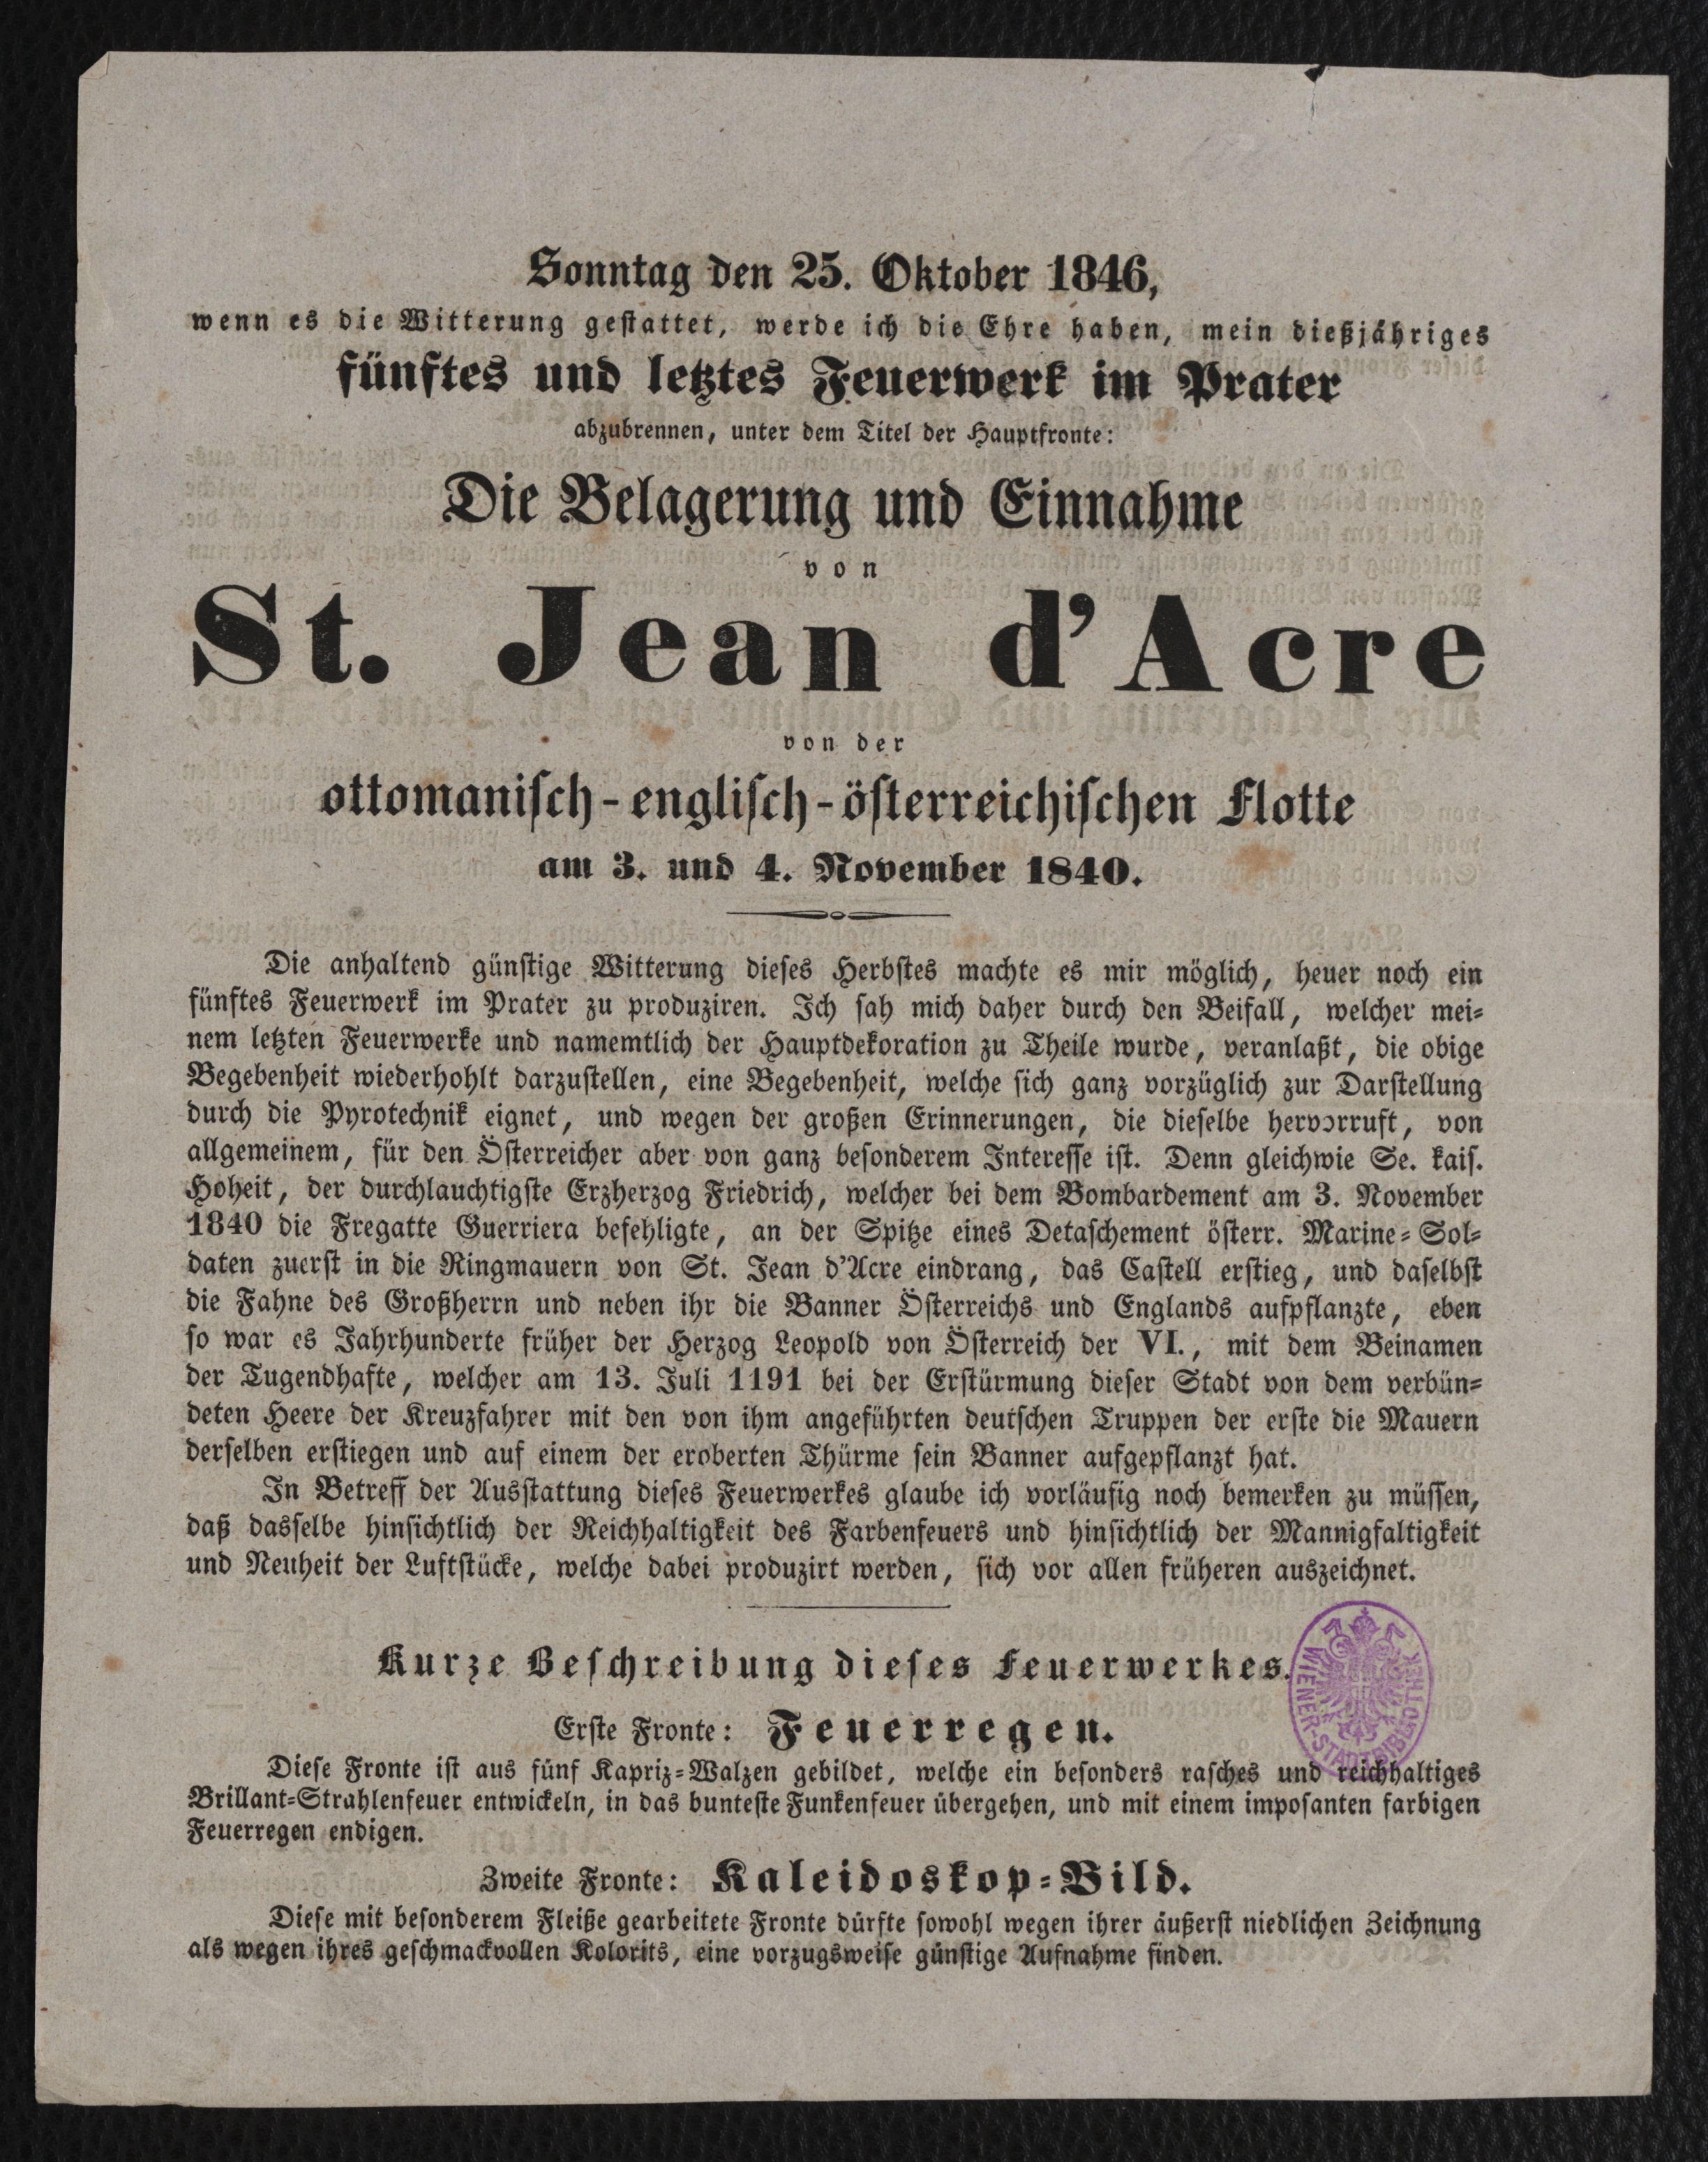 Sonntag den 25. Oktober 1846,
wenn es die Witterung gestattet, werde ich die Ehre haben, mein dießjähriges
fünftes und letztes Feuerwerk im Prater
abzubrennen, unter dem Titel der Hauptfronte:
Die Belagerung und Einnahme
von
St. Jean d'Acre
von der
ottomanisch-englisch-österreichischen Flotte
am 3. und 4. November 1840.
Die anhaltend günstige Witterung dieses Herbstes machte es mir möglich, heuer noch ein
fünftes Feuerwerk im Prater zu produziren. Ich sah mich daher durch den Beifall, welcher mei-
nem letzten Feuerwerke und namemtlich der Hauptdekoration zu Theile wurde, veranlaßt, die obige
Begebenheit wiederhohlt darzustellen, eine Begebenheit, welche sich ganz vorzüglich zur Darstellung
durch die Pyrotechnik eignet, und wegen der großen Erinnerungen, die dieselbe hervorruft, von
allgemeinem, für den Österreicher aber von ganz besonderem Interesse ist. Denn gleichwie Se. kais.
Hoheit, der durchlauchtigste Erzherzog Friedrich, welcher bei dem Bombardement am 3. November
1840 die Fregatte Guerriera befehligte, an der Spitze eines Detaschement österr. Marine-Sol-
daten zuerst in die Ringmauern von St. Jean d'Acre eindrang, das Castell erstieg, und daselbst
die Fahne des Großherrn und neben ihr die Banner Österreichs und Englands aufpflanzte, eben
so war es Jahrhunderte früher der Herzog Leopold von Österreich der VI., mit dem Beinamen
der Tugendhafte, welcher am 13. Juli 1191 bei der Erstürmung dieser Stadt von dem verbün-
deten Heere der Kreuzfahrer mit den von ihm angeführten deutschen Truppen der erste die Mauern
derselben erstiegen und auf einem der eroberten Thürme sein Banner aufgepflanzt hat.
In Betreff der Ausstattung dieses Feuerwerkes glaube ich vorläufig noch bemerken zu müssen,
daß dasselbe hinsichtlich der Reichhaltigkeit des Farbenfeuers und hinsichtlich der Mannigfaltigkeit
und Neuheit der Luftstücke, welche dabei produzirt werden, sich vor allen früheren auszeichnet.
Kurze Beschreibung dieses Feuerwerkes.
Erste Fronte: Feuerregen.
WIENER-STADTBIBLIOTHEK
Diese Fronte ist aus fünf Kapriz-Walzen gebildet, welche ein besonders rasches und reichhaltiges
Brillant-Strahlenfeuer entwickeln, in das bunteste Funkenfeuer übergehen, und mit einem imposanten farbigen
Feuerregen endigen.
Zweite Fronte: Kaleidoskop-Bild.
Diese mit besonderem Fleiße gearbeitete Fronte dürfte sowohl wegen ihrer äußerst niedlichen Zeichnung
als wegen ihres geschmackvollen Kolorits, eine vorzugsweise günstige Aufnahme finden.